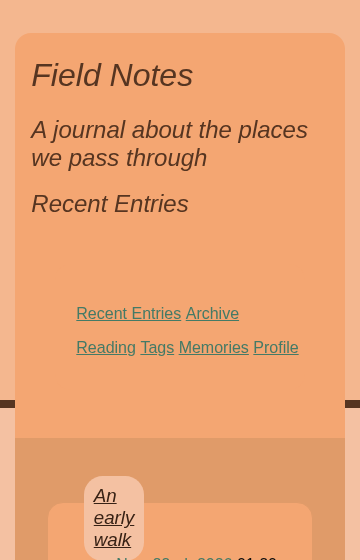 Field Notes
A journal about the places
we pass through
Recent Entries
Recent Entries Archive
Reading Tags Memories Profile
An
early
walk